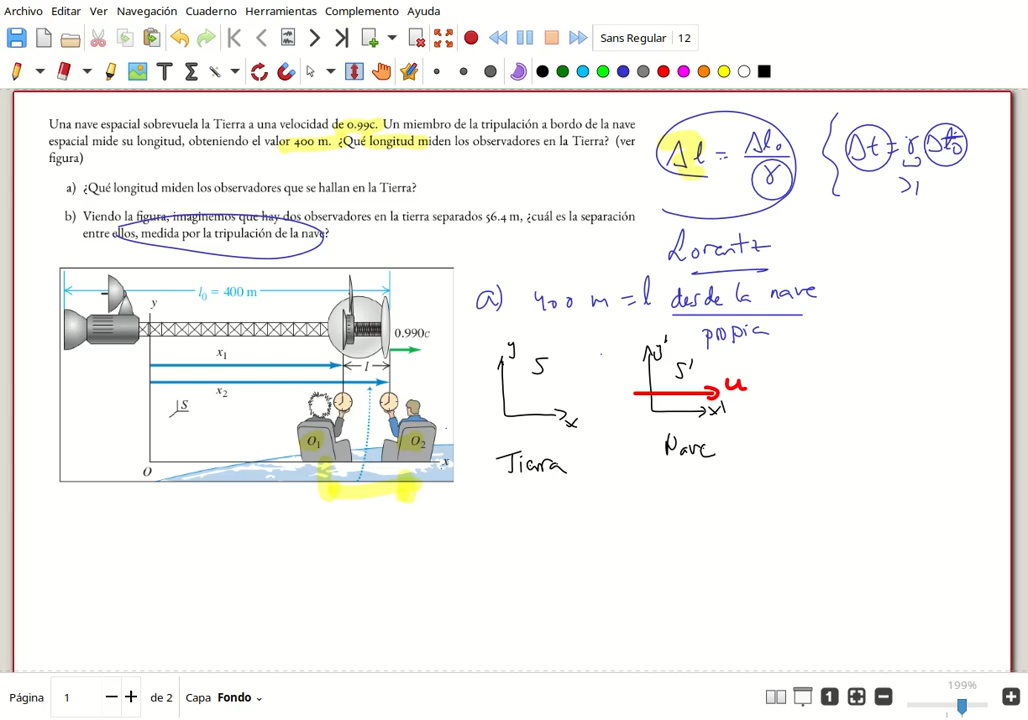 Archivo Editar Ver Navegación Cuaderno Herramientas Complemento Ayuda
Sans Regular 12
Una nave espacial sobrevuela la Tierra a una velocidad de 0.99c. Un miembro de la tripulación a bordo de la nave
espacial mide su longitud, obteniendo el valor 400 m. ¿Qué longitud miden los observadores en la Tierra? (ver
figura)
a) ¿Qué longitud miden los observadores que se hallan en la Tierra?
b) Viendo la figura, imaginemos que hay dos observadores en la tierra separados 56.4 m, ¿cuál es la separación
entre ellos, medida por la tripulación de la nave?
Δl = Δl₀/γ
Δt = γ Δt₀
>1
Lorentz
a) 400 m = l desde la nave
propia
l₀ = 400 m
y
0.990c
x₁
l
x₂
S
O₁ O₂
O
x
y S
x
Tierra
y' S'
u
x'
Nave
Página 1 de 2 Capa Fondo
1
199%